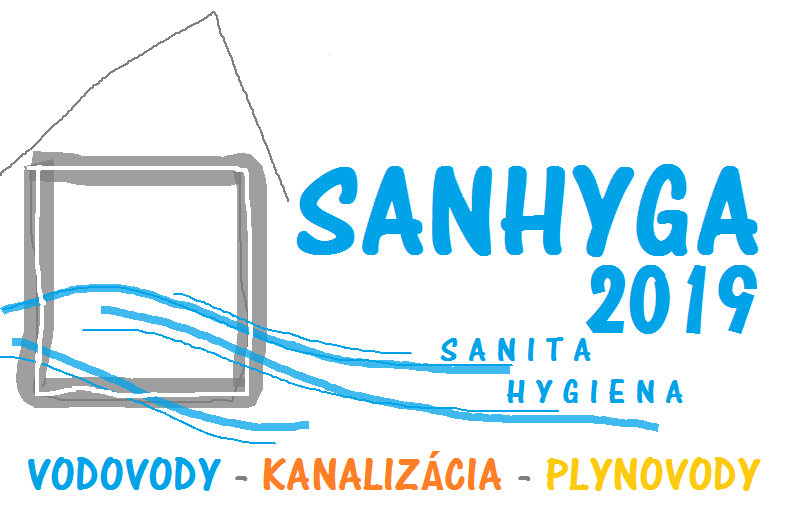 SANHYGA
2019
SANITA
HYGIENA
VODOVODY - KANALIZÁCIA - PLYNOVODY